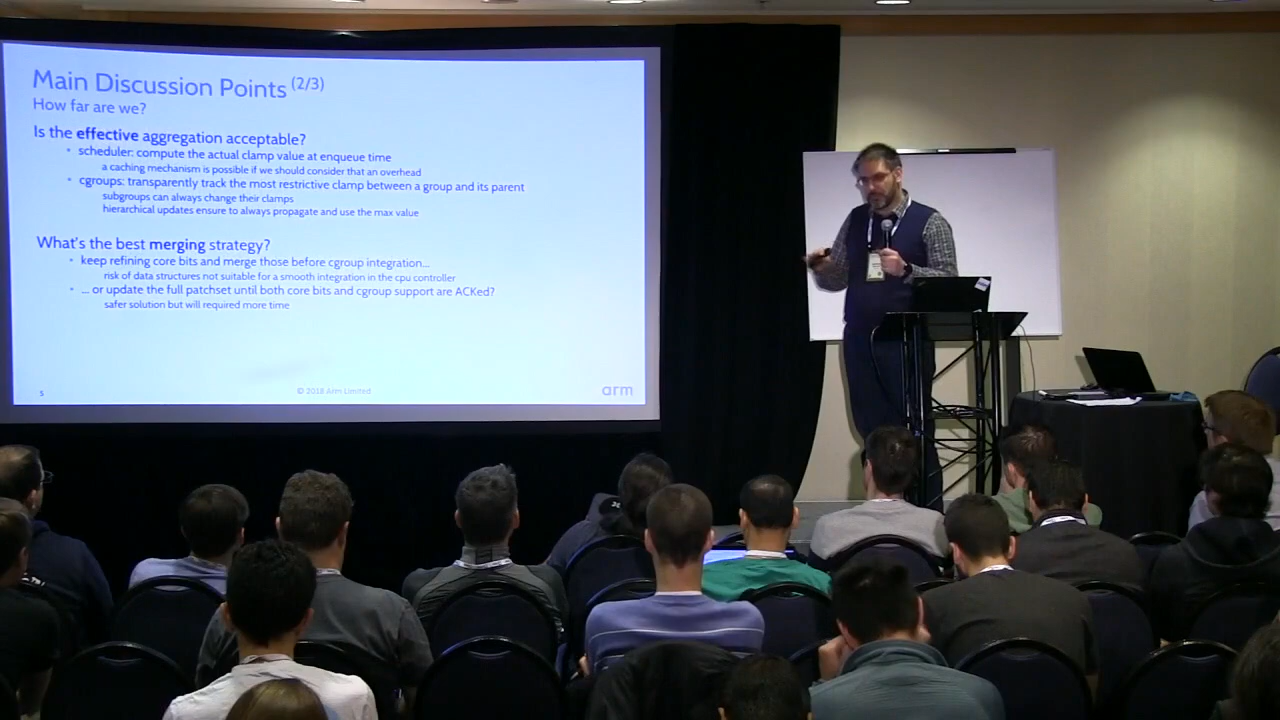 Main Discussion Points (2/3)
How far are we?
Is the effective aggregation acceptable?
• scheduler: compute the actual clamp value at enqueue time
a caching mechanism is possible if we should consider that an overhead
• cgroups: transparently track the most restrictive clamp between a group and its parent
subgroups can always change their clamps
hierarchical updates ensure to always propagate and use the max value
What's the best merging strategy?
• keep refining core bits and merge those before cgroup integration...
risk of data structures not suitable for a smooth integration in the cpu controller
• ... or update the full patchset until both core bits and cgroup support are ACKed?
safer solution but will required more time
5
© 2018 Arm Limited
arm